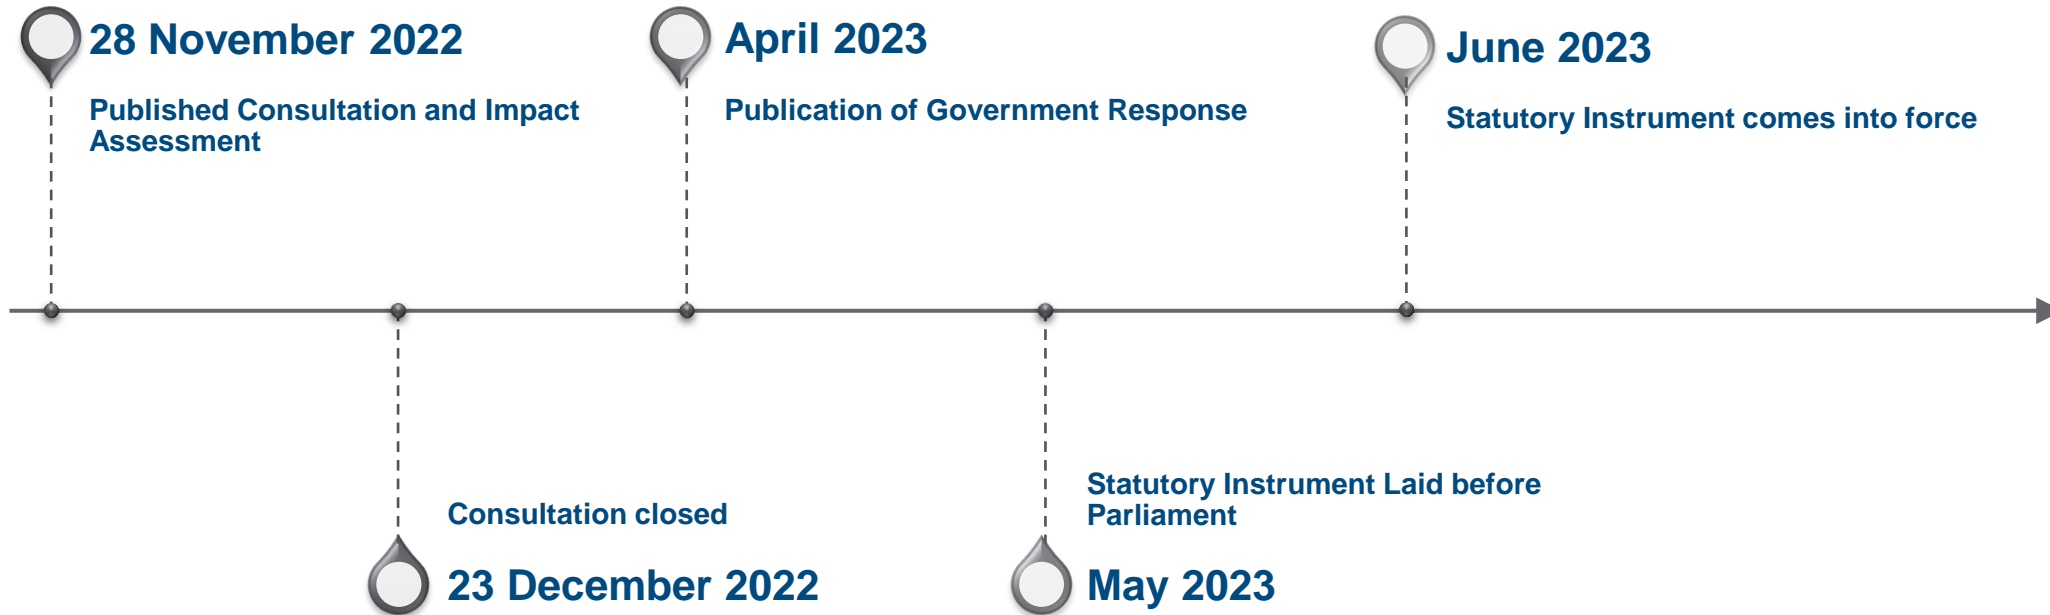 28 November 2022
Published Consultation and Impact
Assessment
April 2023
Publication of Government Response
June 2023
Statutory Instrument comes into force
Consultation closed
23 December 2022
Statutory Instrument Laid before
Parliament
May 2023